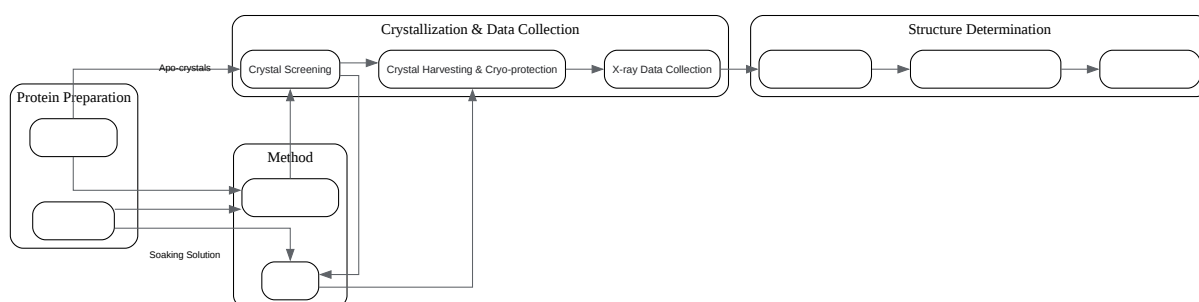 Crystallization & Data Collection
Structure Determination
Apo-crystals
Crystal Screening
Crystal Harvesting & Cryo-protection
X-ray Data Collection
Protein Preparation
Method
Soaking Solution